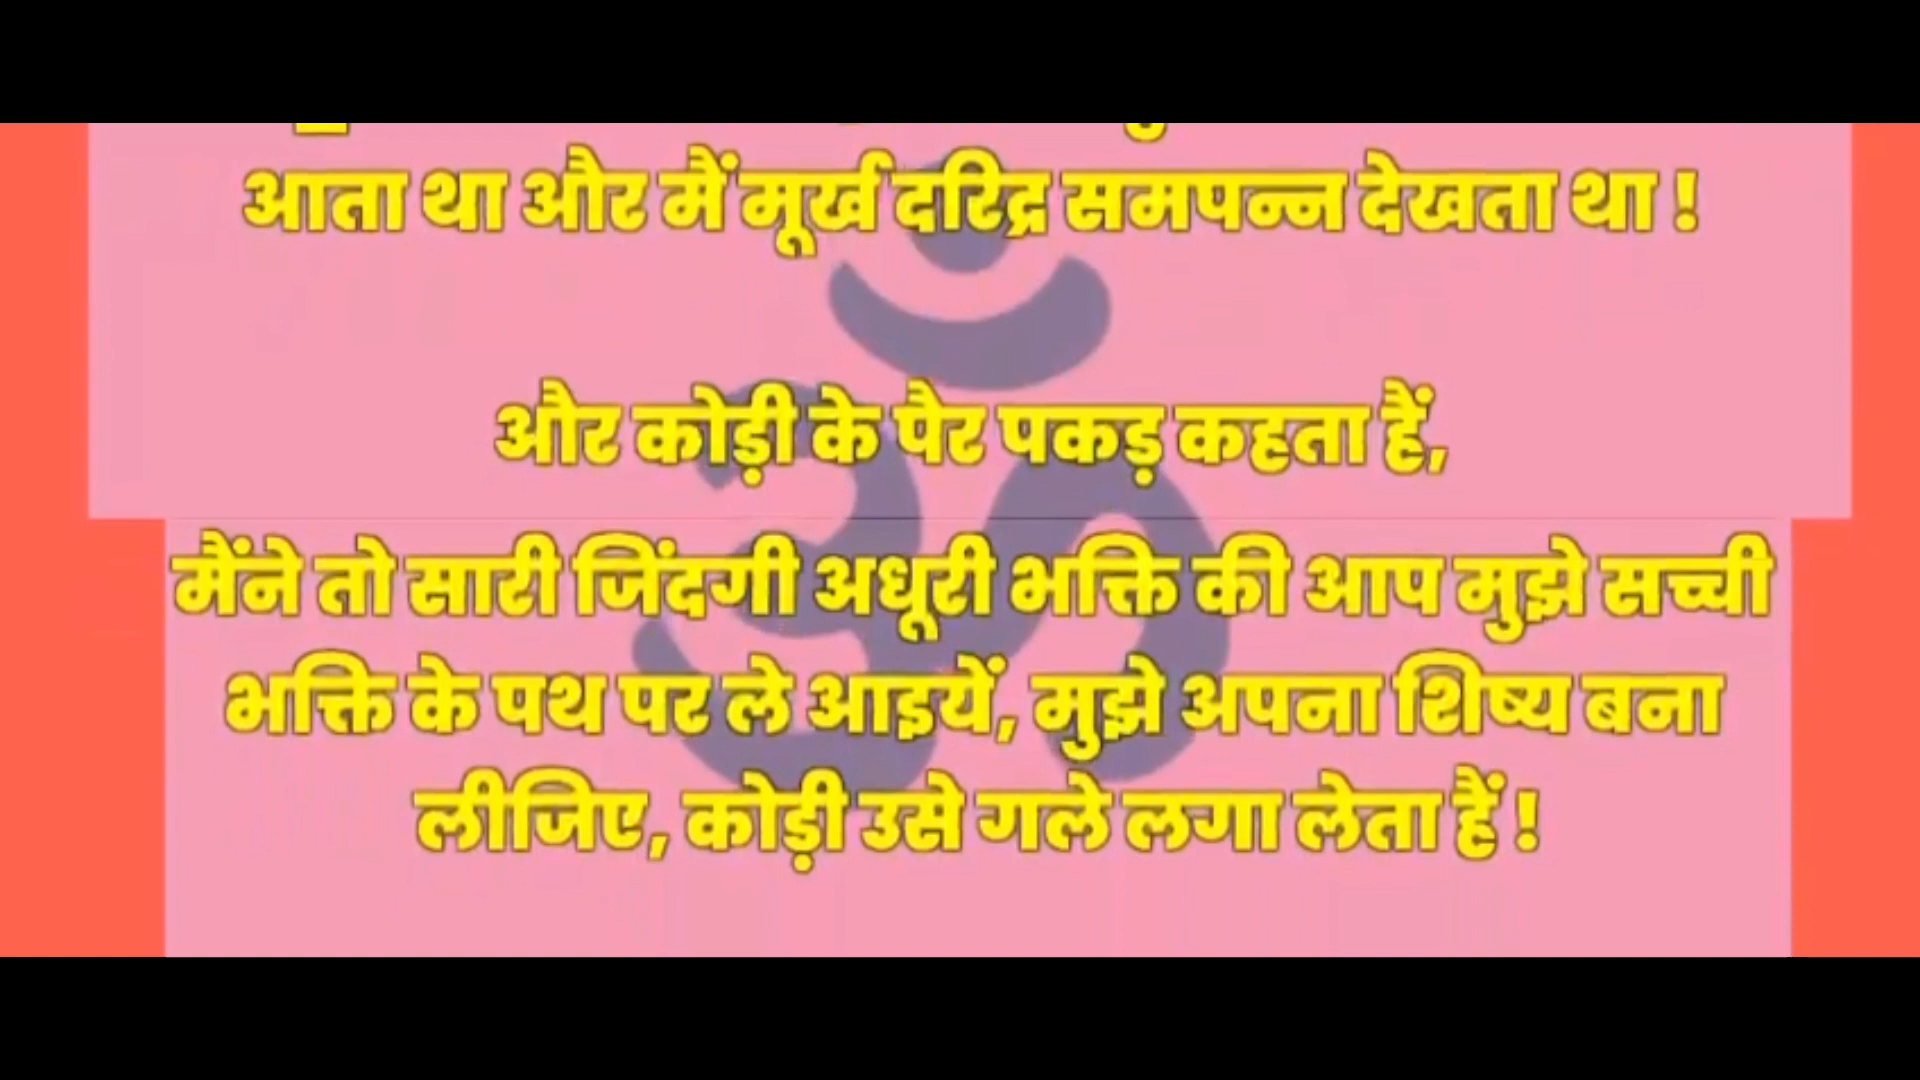 आता था और मैं मूर्ख दरिद्र समपन्न देखता था !
और कोड़ी के पैर पकड़ कहता हैं,
मैंने तो सारी जिंदगी अधूरी भक्ति की आप मुझे सच्ची
भक्ति के पथ पर ले आइयें, मुझे अपना शिष्य बना
लीजिए, कोड़ी उसे गले लगा लेता हैं !